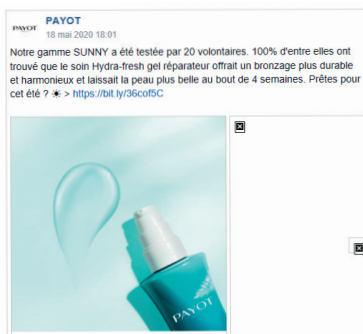 PAYOT
PAYOT
18 mai 2020 18:01
Notre gamme SUNNY a été testée par 20 volontaires. 100% d'entre elles ont
trouvé que le soin Hydra-fresh gel réparateur offrait un bronzage plus durable
et harmonieux et laissait la peau plus belle au bout de 4 semaines. Prêtes pour
cet été ? ☀ > https://bit.ly/36cof5C
PAYOT